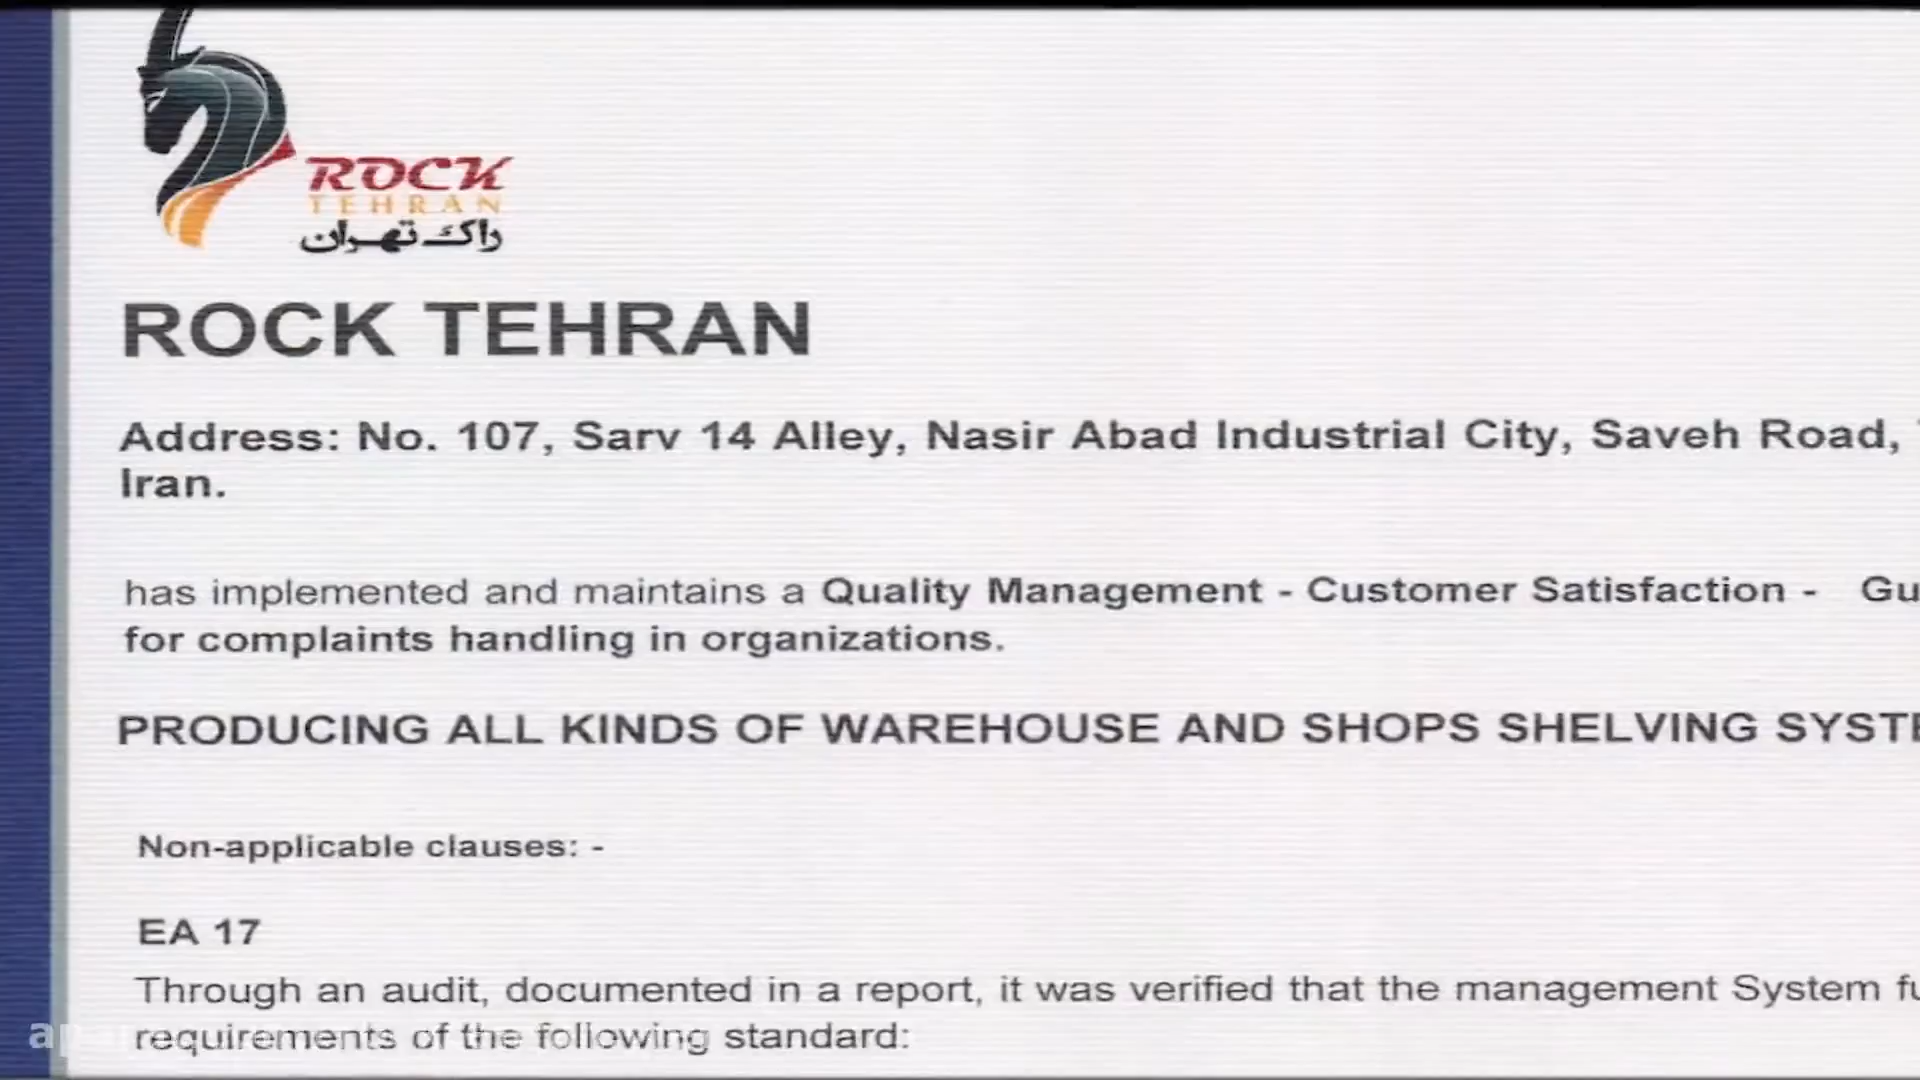 ROCK
TEHRAN
راك تهران
ROCK TEHRAN
Address: No. 107, Sarv 14 Alley, Nasir Abad Industrial City, Saveh Road,
Iran.
has implemented and maintains a Quality Management - Customer Satisfaction -
for complaints handling in organizations.
PRODUCING ALL KINDS OF WAREHOUSE AND SHOPS SHELVING
Non-applicable clauses: -
EA 17
Through an audit, documented in a report, it was verified that the management System
requirements of the following standard: